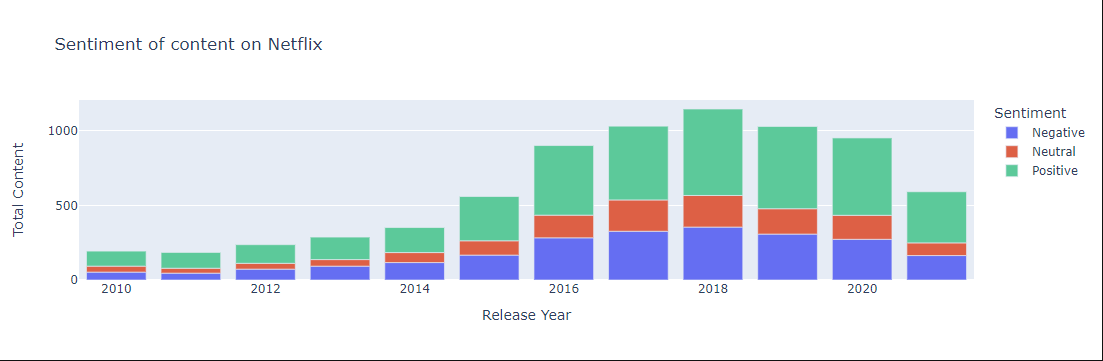 Sentiment of content on Netflix
Sentiment
Negative
Neutral
Positive
Total Content
1000
500
0
2010 2012 2014 2016 2018 2020
Release Year